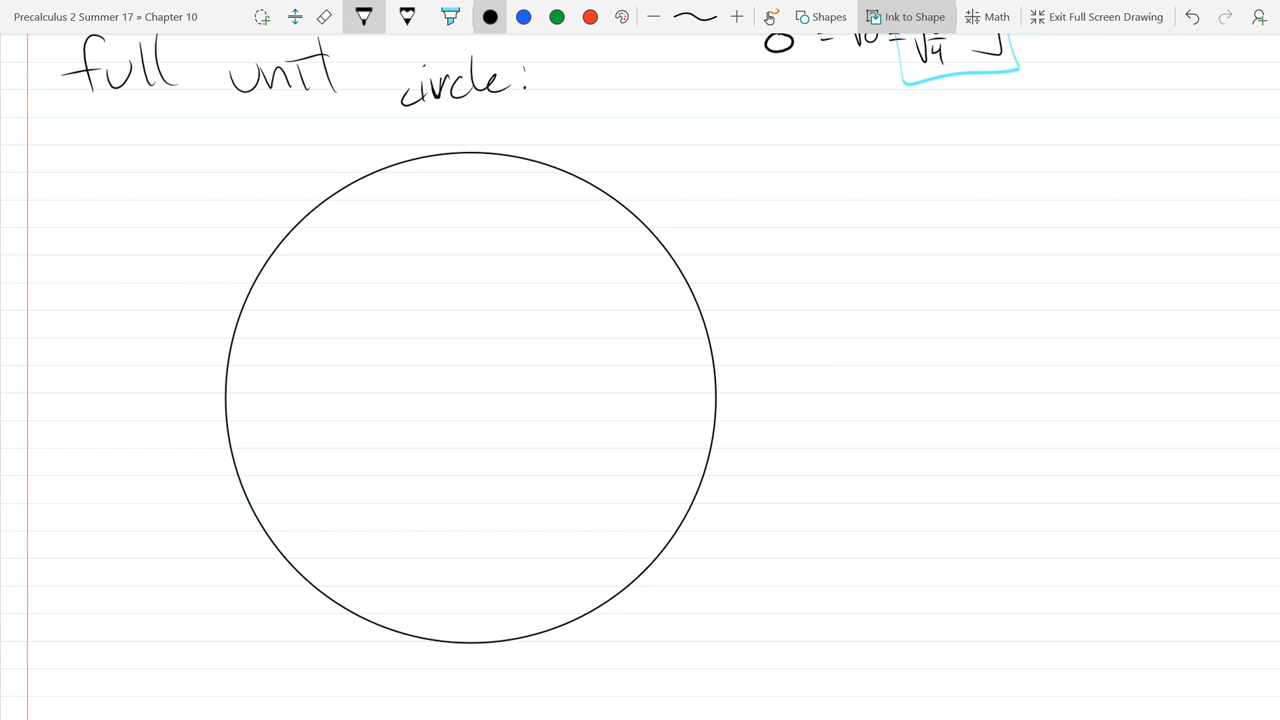 Precalculus 2 Summer 17 » Chapter 10 Shapes Ink to Shape Math Exit Full Screen Drawing
full unit circle: